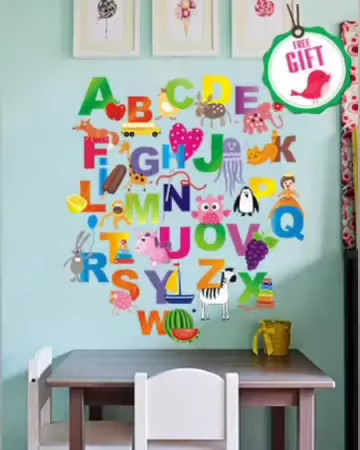 FREE
GIFT
A B C D E
F I G H J K
L M N P
Q
T U O V
R S Y Z X
W